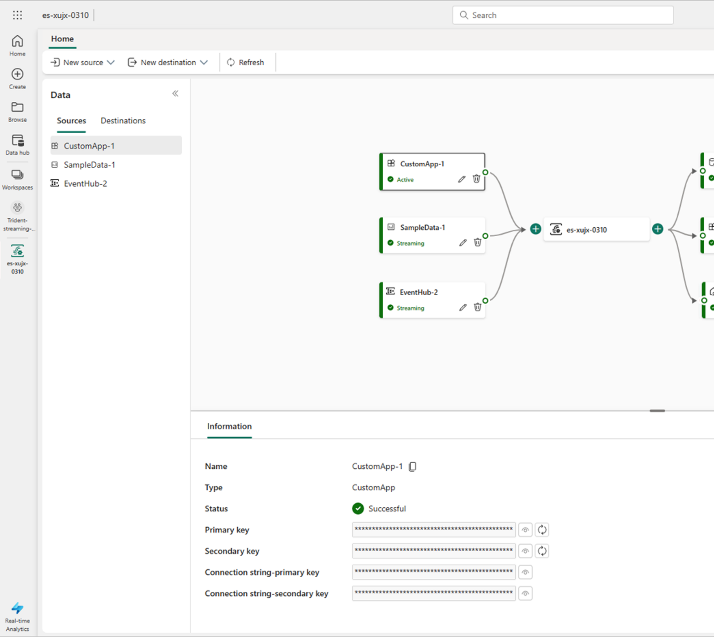 es-xujx-0310
Search
Home
New source
New destination
Refresh
Home
Create
Browse
Data hub
Workspaces
Trident-
streaming-...
es-xujx-
0310
Real-time
Analytics
Data
Sources
Destinations
CustomApp-1
SampleData-1
EventHub-2
CustomApp-1
Active
SampleData-1
Streaming
EventHub-2
Streaming
es-xujx-0310
Information
Name
CustomApp-1
Type
CustomApp
Status
Successful
Primary key
************************************************
Secondary key
************************************************
Connection string-primary key
************************************************
Connection string-secondary key
************************************************